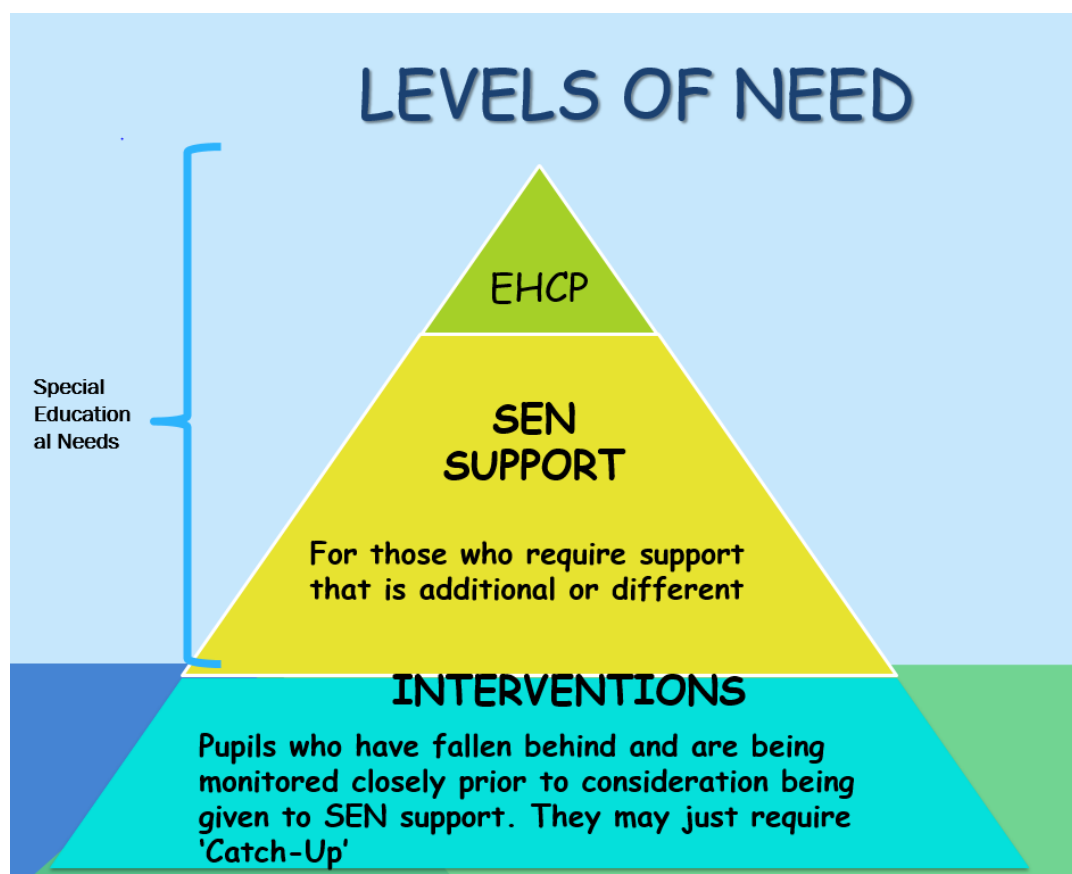 LEVELS OF NEED
EHCP
Special
Education
al Needs
SEN
SUPPORT
For those who require support
that is additional or different
INTERVENTIONS
Pupils who have fallen behind and are being
monitored closely prior to consideration being
given to SEN support. They may just require
‘Catch-Up’